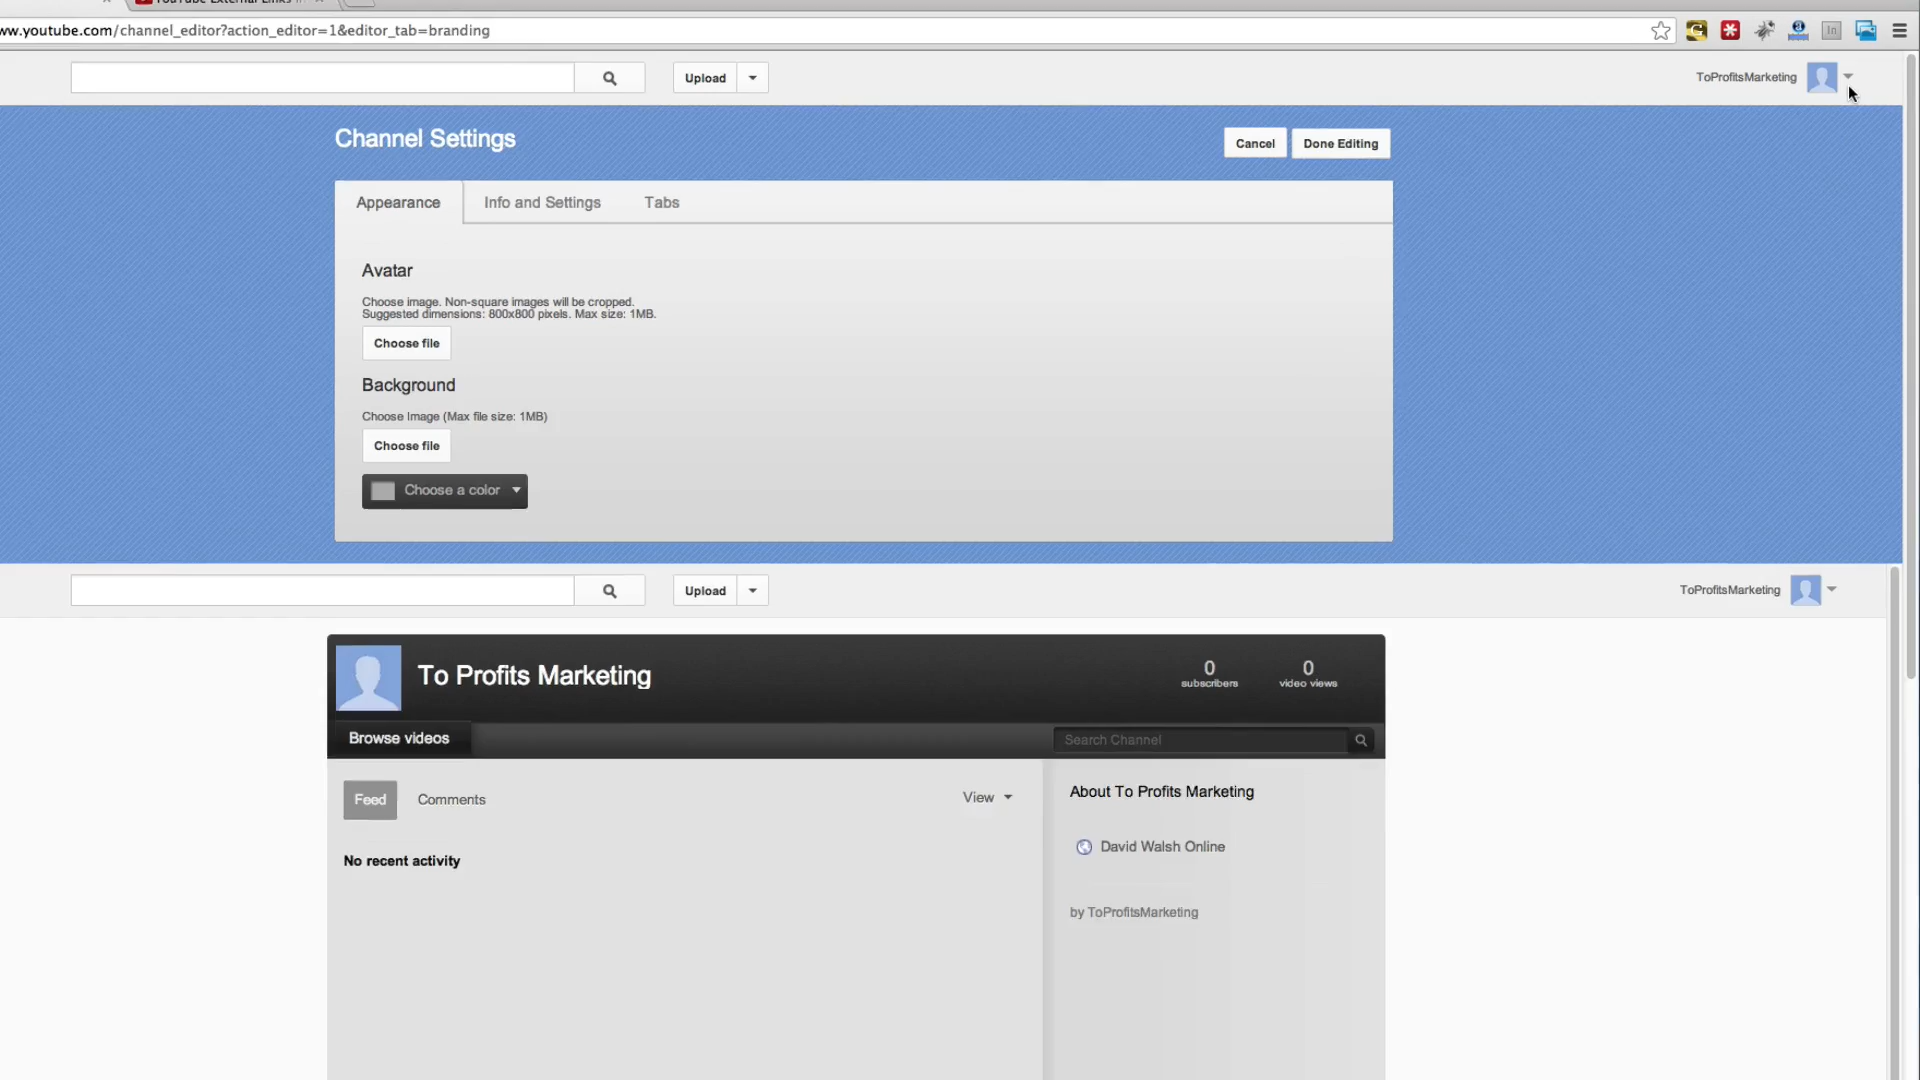 YouTube External Links
ww.youtube.com/channel_editor?action_editor=1&editor_tab=branding
Upload
ToProfitsMarketing
Channel Settings
Cancel
Done Editing
Appearance
Info and Settings
Tabs
Avatar
Choose image. Non-square images will be cropped.
Suggested dimensions: 800x800 pixels. Max size: 1MB.
Choose file
Background
Choose Image (Max file size: 1MB)
Choose file
Choose a color
Upload
ToProfitsMarketing
To Profits Marketing
0
subscribers
0
video views
Browse videos
Search Channel
Feed
Comments
View
About To Profits Marketing
David Walsh Online
No recent activity
by ToProfitsMarketing